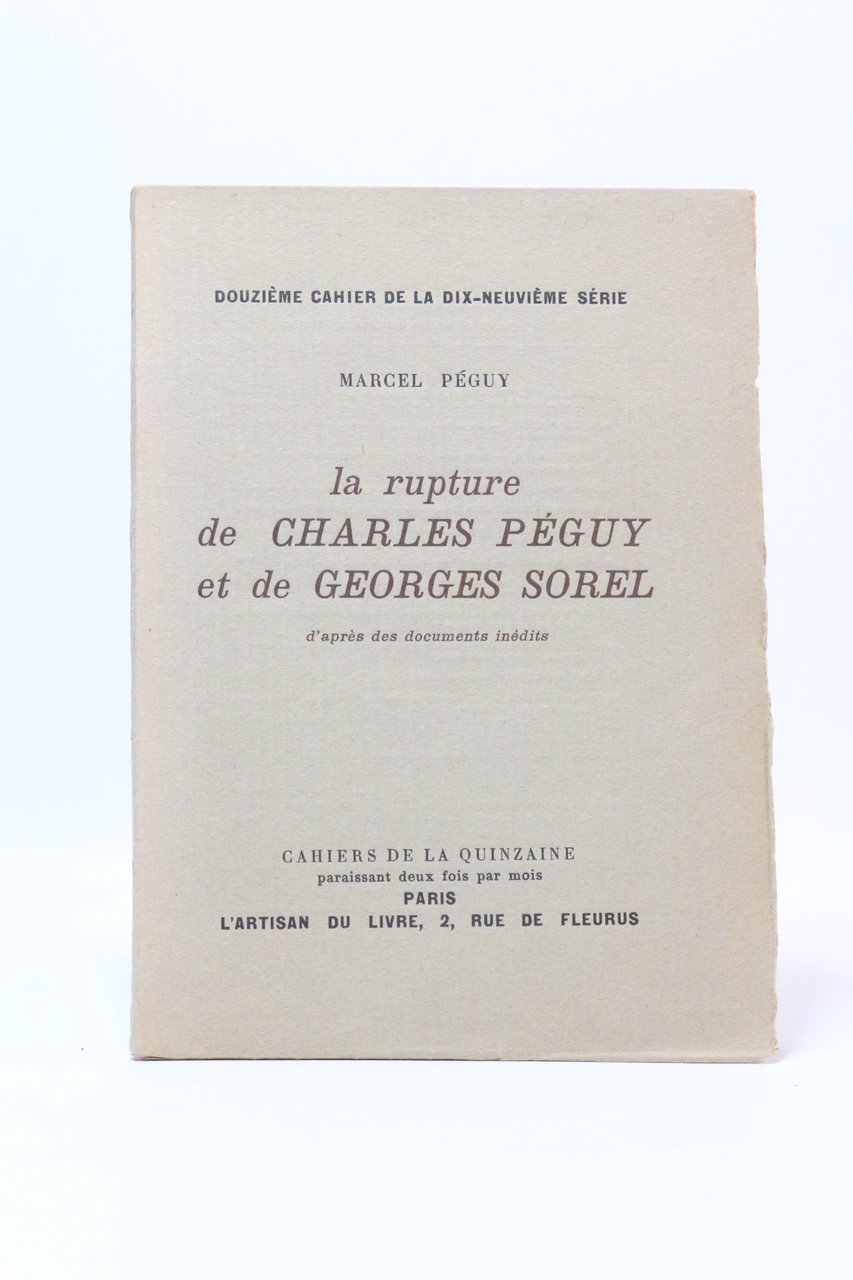 DOUZIÈME CAHIER DE LA DIX-NEUVIÈME SÉRIE
MARCEL PÉGUY
la rupture
de CHARLES PÉGUY
et de GEORGES SOREL
d'après des documents inédits
CAHIERS DE LA QUINZAINE
paraissant deux fois par mois
PARIS
L'ARTISAN DU LIVRE, 2, RUE DE FLEURUS